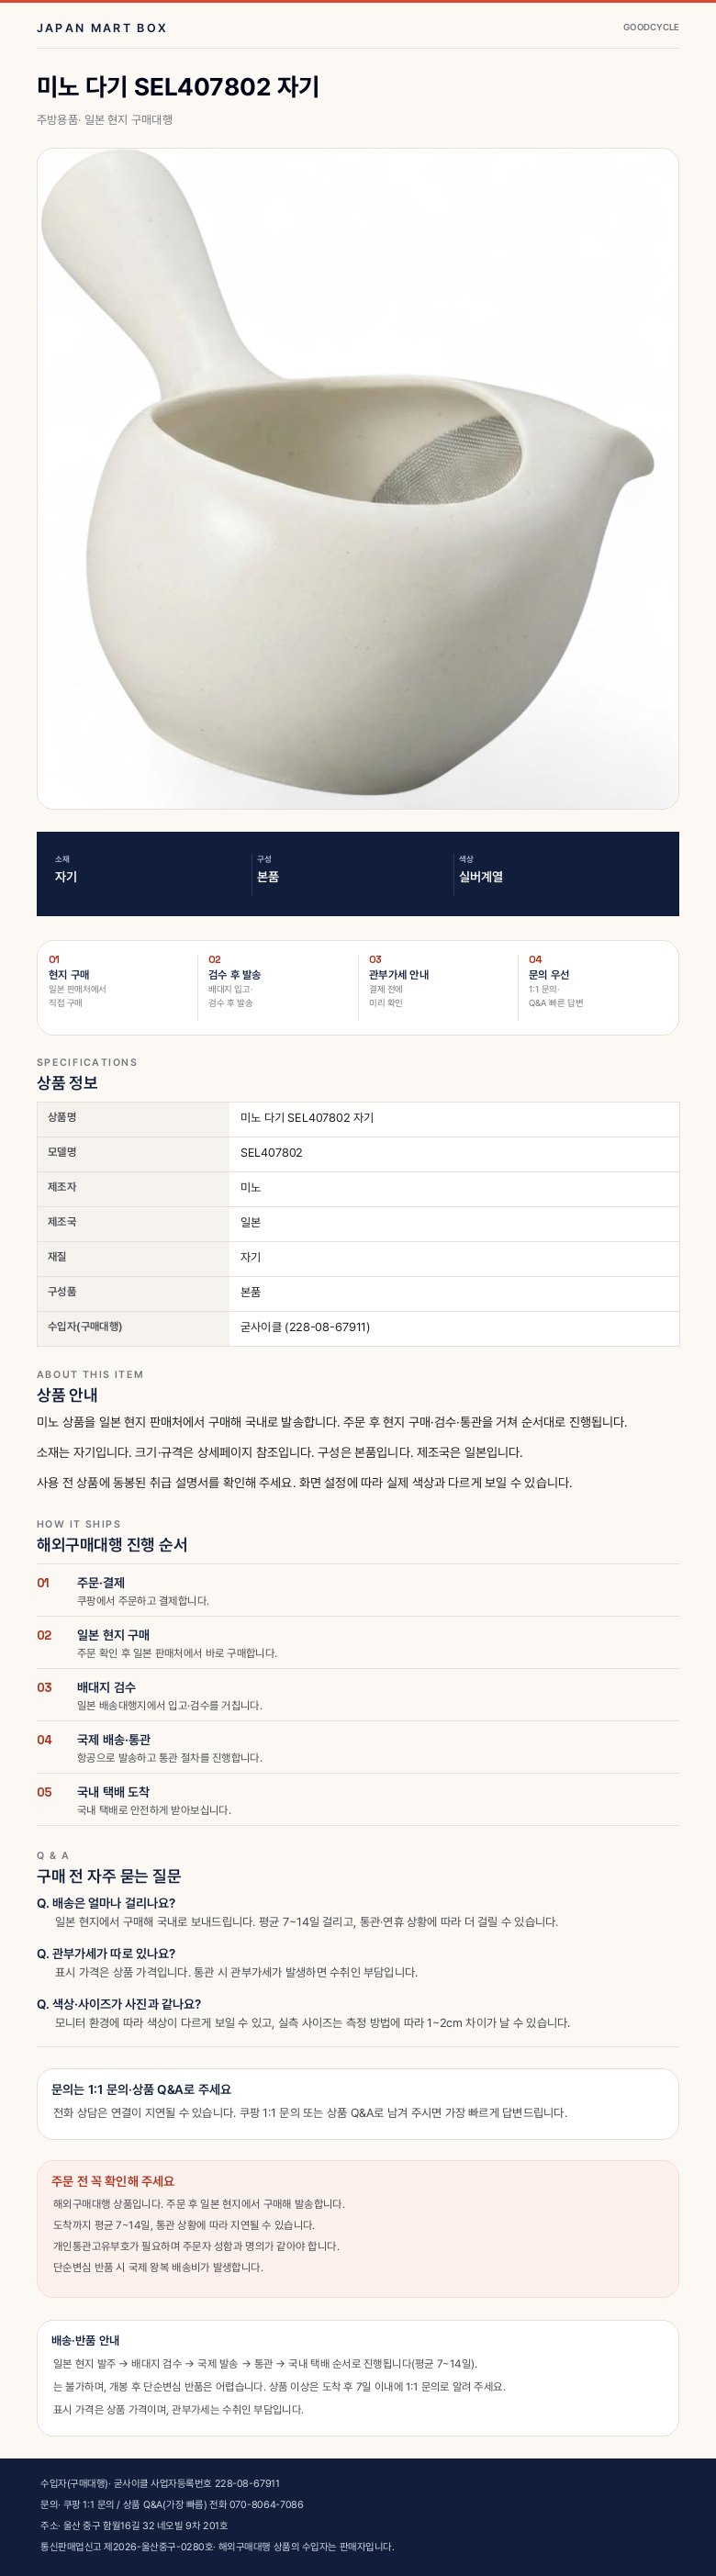 JAPAN MART BOX
GOODCYCLE
미노 다기 SEL407802 자기
주방용품· 일본 현지 구매대행
소재
자기
구성
본품
색상
실버계열
01
현지 구매
일본 판매처에서
직접 구매
02
검수 후 발송
배대지 입고·
검수 후 발송
03
관부가세 안내
결제 전에
미리 확인
04
문의 우선
1:1 문의·
Q&A 빠른 답변
SPECIFICATIONS
상품 정보
상품명 미노 다기 SEL407802 자기
모델명 SEL407802
제조자 미노
제조국 일본
재질 자기
구성품 본품
수입자(구매대행) 굳사이클 (228-08-67911)
ABOUT THIS ITEM
상품 안내
미노 상품을 일본 현지 판매처에서 구매해 국내로 발송합니다. 주문 후 현지 구매·검수·통관을 거쳐 순서대로 진행됩니다.
소재는 자기입니다. 크기·규격은 상세페이지 참조입니다. 구성은 본품입니다. 제조국은 일본입니다.
사용 전 상품에 동봉된 취급 설명서를 확인해 주세요. 화면 설정에 따라 실제 색상과 다르게 보일 수 있습니다.
HOW IT SHIPS
해외구매대행 진행 순서
01 주문·결제
쿠팡에서 주문하고 결제합니다.
02 일본 현지 구매
주문 확인 후 일본 판매처에서 바로 구매합니다.
03 배대지 검수
일본 배송대행지에서 입고·검수를 거칩니다.
04 국제 배송·통관
항공으로 발송하고 통관 절차를 진행합니다.
05 국내 택배 도착
국내 택배로 안전하게 받아보십니다.
Q & A
구매 전 자주 묻는 질문
Q. 배송은 얼마나 걸리나요?
일본 현지에서 구매해 국내로 보내드립니다. 평균 7~14일 걸리고, 통관·연휴 상황에 따라 더 걸릴 수 있습니다.
Q. 관부가세가 따로 있나요?
표시 가격은 상품 가격입니다. 통관 시 관부가세가 발생하면 수취인 부담입니다.
Q. 색상·사이즈가 사진과 같나요?
모니터 환경에 따라 색상이 다르게 보일 수 있고, 실측 사이즈는 측정 방법에 따라 1~2cm 차이가 날 수 있습니다.
문의는 1:1 문의·상품 Q&A로 주세요
전화 상담은 연결이 지연될 수 있습니다. 쿠팡 1:1 문의 또는 상품 Q&A로 남겨 주시면 가장 빠르게 답변드립니다.
주문 전 꼭 확인해 주세요
해외구매대행 상품입니다. 주문 후 일본 현지에서 구매해 발송합니다.
도착까지 평균 7~14일, 통관 상황에 따라 지연될 수 있습니다.
개인통관고유부호가 필요하며 주문자 성함과 명의가 같아야 합니다.
단순변심 반품 시 국제 왕복 배송비가 발생합니다.
배송·반품 안내
일본 현지 발주 → 배대지 검수 → 국제 발송 → 통관 → 국내 택배 순서로 진행됩니다(평균 7~14일).
는 불가하며, 개봉 후 단순변심 반품은 어렵습니다. 상품 이상은 도착 후 7일 이내에 1:1 문의로 알려 주세요.
표시 가격은 상품 가격이며, 관부가세는 수취인 부담입니다.
수입자(구매대행)· 굳사이클 사업자등록번호 228-08-67911
문의· 쿠팡 1:1 문의 / 상품 Q&A(가장 빠름) 전화 070-8064-7086
주소· 울산 중구 함월16길 32 네오빌 9차 201호
통신판매업신고 제2026-울산중구-0280호· 해외구매대행 상품의 수입자는 판매자입니다.